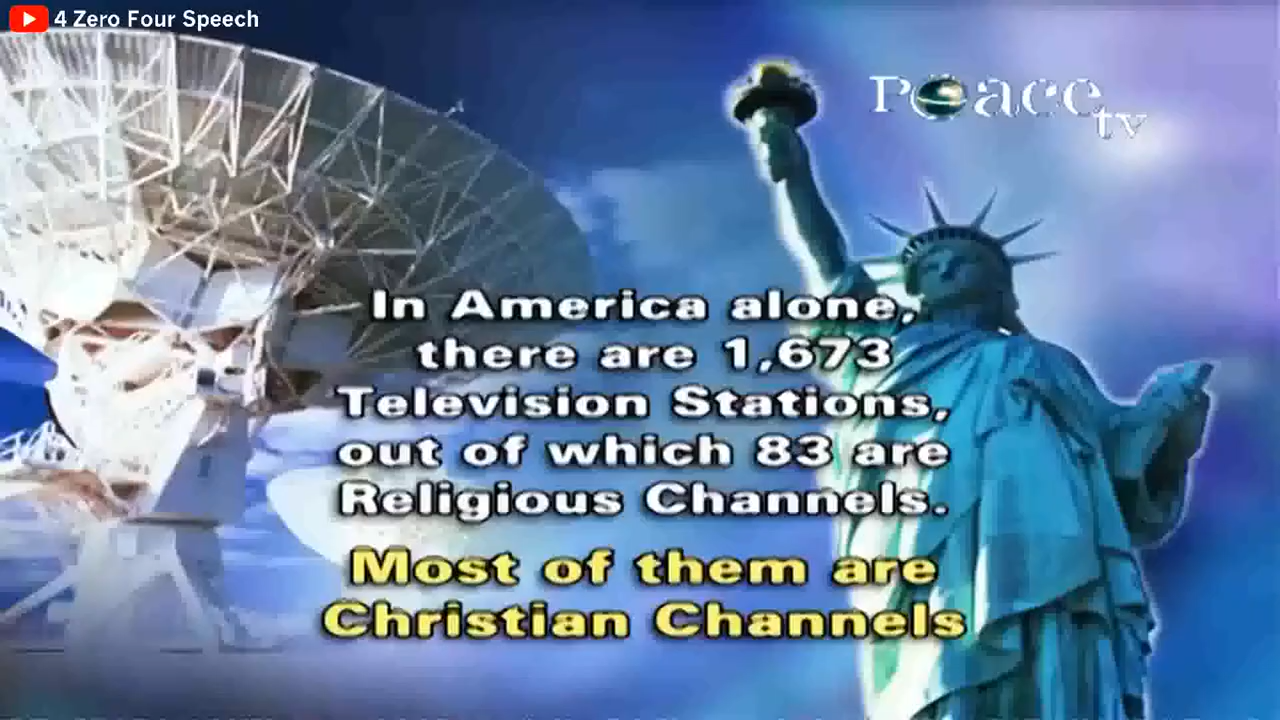 4 Zero Four Speech
Peace tv
In America alone,
there are 1,673
Television Stations,
out of which 83 are
Religious Channels.
Most of them are
Christian Channels